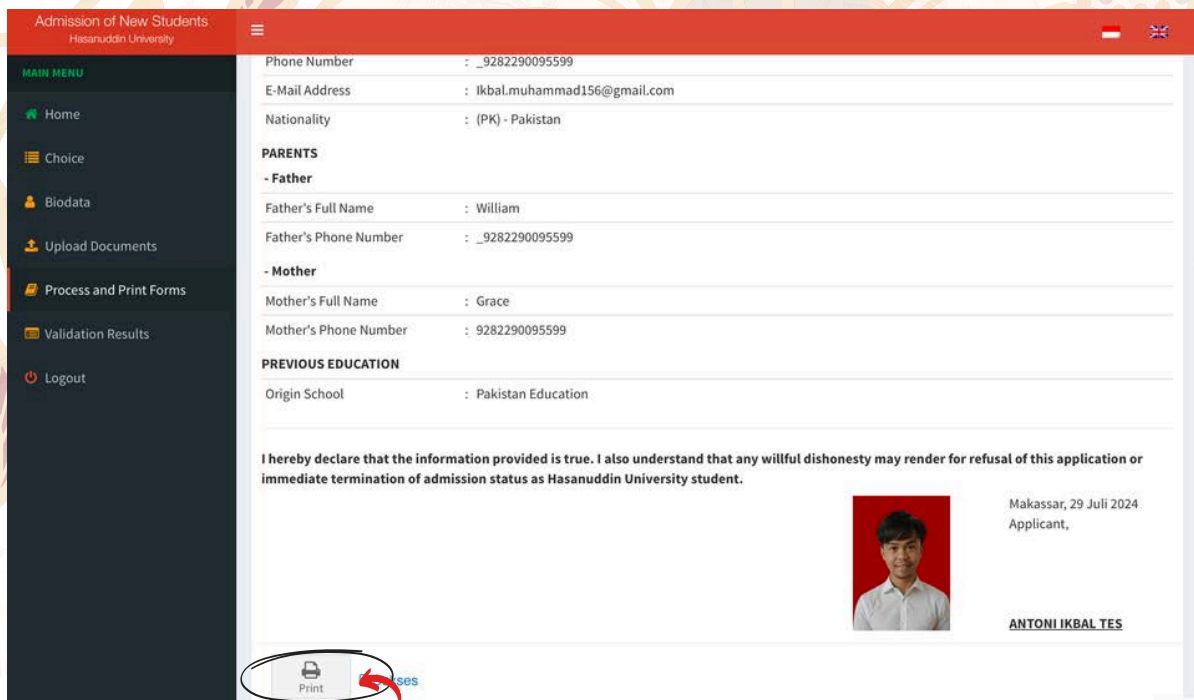 Admission of New Students
Hasanuddin University
MAIN MENU
Home
Choice
Biodata
Upload Documents
Process and Print Forms
Validation Results
Logout
Phone Number : _9282290095599
E-Mail Address : Ikbal.muhammad156@gmail.com
Nationality : (PK) - Pakistan
PARENTS
- Father
Father's Full Name : William
Father's Phone Number : _9282290095599
- Mother
Mother's Full Name : Grace
Mother's Phone Number : 9282290095599
PREVIOUS EDUCATION
Origin School : Pakistan Education
I hereby declare that the information provided is true. I also understand that any willful dishonesty may render for refusal of this application or
immediate termination of admission status as Hasanuddin University student.
Makassar, 29 Juli 2024
Applicant,
ANTONI IKBAL TES
Print